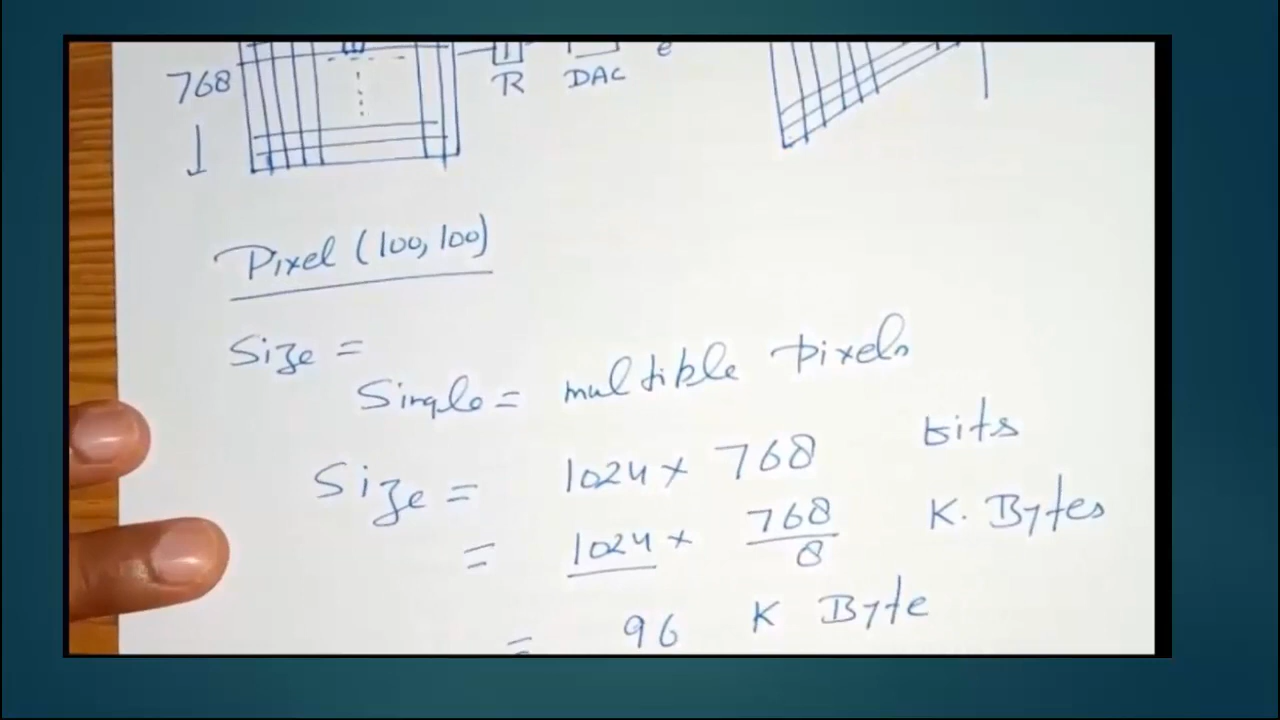 768
R DAC e
Pixel (100,100)
Size =
Single = multible pixels
Size = 1024 x 768 bits
= 1024 x 768/8 K. Bytes
= 96 K Byte